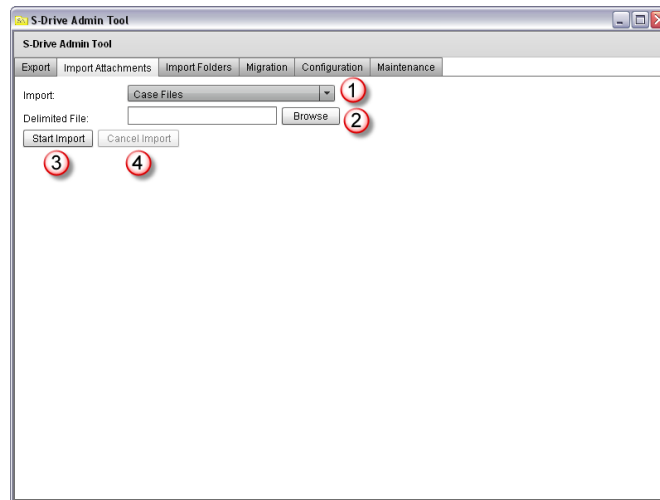 S-Drive Admin Tool
S-Drive Admin Tool
Export Import Attachments Import Folders Migration Configuration Maintenance
Import: Case Files 1
Delimited File: Browse 2
Start Import Cancel Import
3 4